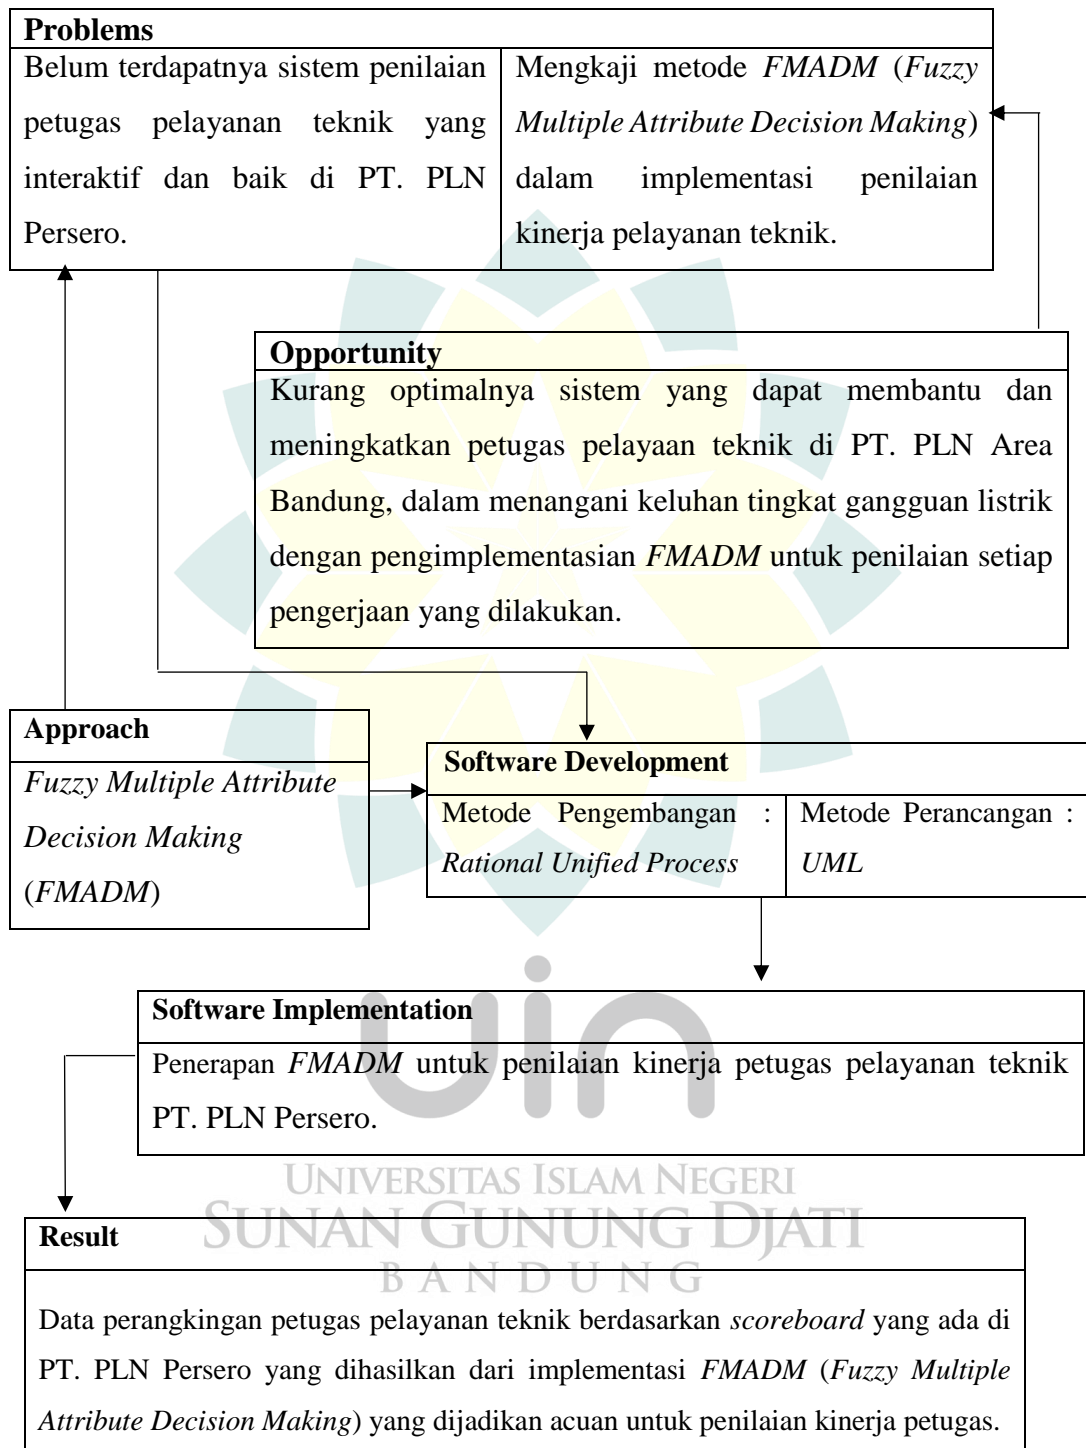 Problems
Belum terdapatnya sistem penilaian
petugas pelayanan teknik yang
interaktif dan baik di PT. PLN
Persero.
Mengkaji metode FMADM (Fuzzy
Multiple Attribute Decision Making)
dalam implementasi penilaian
kinerja pelayanan teknik.
Opportunity
Kurang optimalnya sistem yang dapat membantu dan
meningkatkan petugas pelayaan teknik di PT. PLN Area
Bandung, dalam menangani keluhan tingkat gangguan listrik
dengan pengimplementasian FMADM untuk penilaian setiap
pengerjaan yang dilakukan.
Approach
Fuzzy Multiple Attribute
Decision Making
(FMADM)
Software Development
Metode Pengembangan :
Rational Unified Process
Metode Perancangan :
UML
Software Implementation
Penerapan FMADM untuk penilaian kinerja petugas pelayanan teknik
PT. PLN Persero.
uin
UNIVERSITAS ISLAM NEGERI
SUNAN GUNUNG DJATI
BANDUNG
Result
Data perangkingan petugas pelayanan teknik berdasarkan scoreboard yang ada di
PT. PLN Persero yang dihasilkan dari implementasi FMADM (Fuzzy Multiple
Attribute Decision Making) yang dijadikan acuan untuk penilaian kinerja petugas.